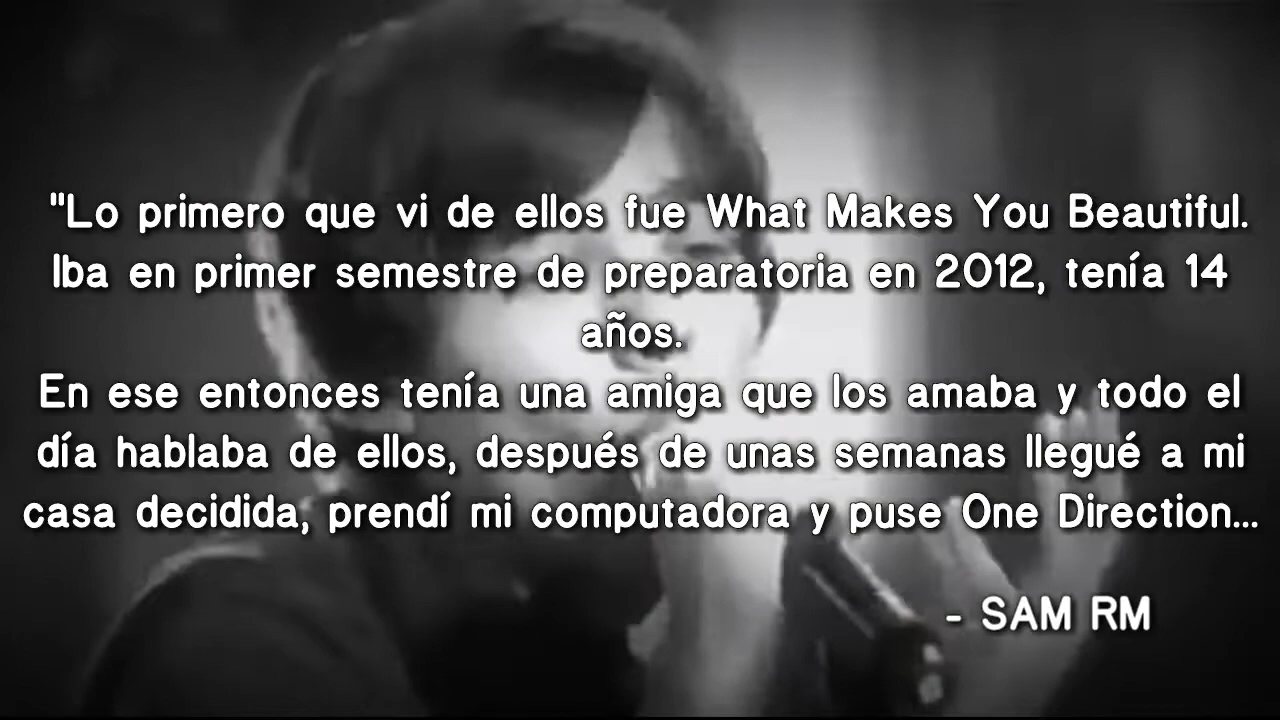 "Lo primero que vi de ellos fue What Makes You Beautiful.
Iba en primer semestre de preparatoria en 2012, tenía 14
años.
En ese entonces tenía una amiga que los amaba y todo el
día hablaba de ellos, después de unas semanas llegué a mi
casa decidida, prendí mi computadora y puse One Direction...
- SAM RM